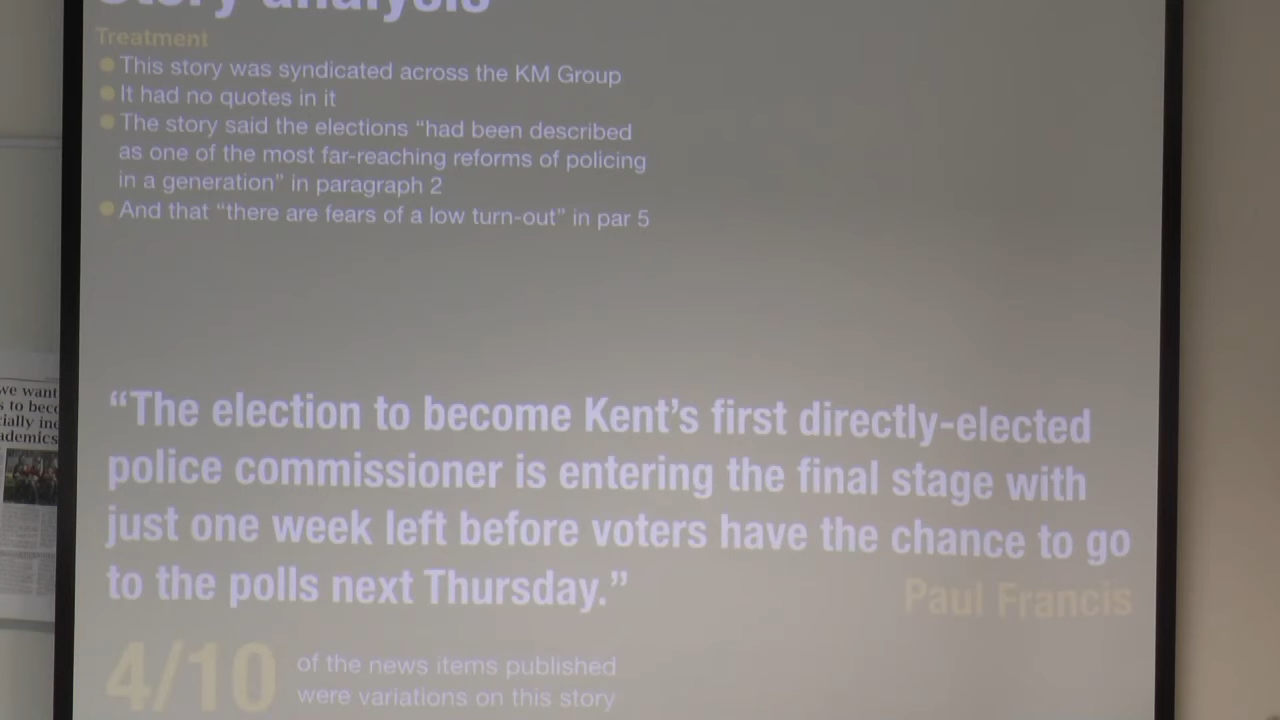 Story analysis
Treatment
This story was syndicated across the KM Group
It had no quotes in it
The story said the elections “had been described
as one of the most far-reaching reforms of policing
in a generation” in paragraph 2
And that “there are fears of a low turn-out” in par 5
“The election to become Kent’s first directly-elected
police commissioner is entering the final stage with
just one week left before voters have the chance to go
to the polls next Thursday.”
Paul Francis
4/10
of the news items published
were variations on this story
we want